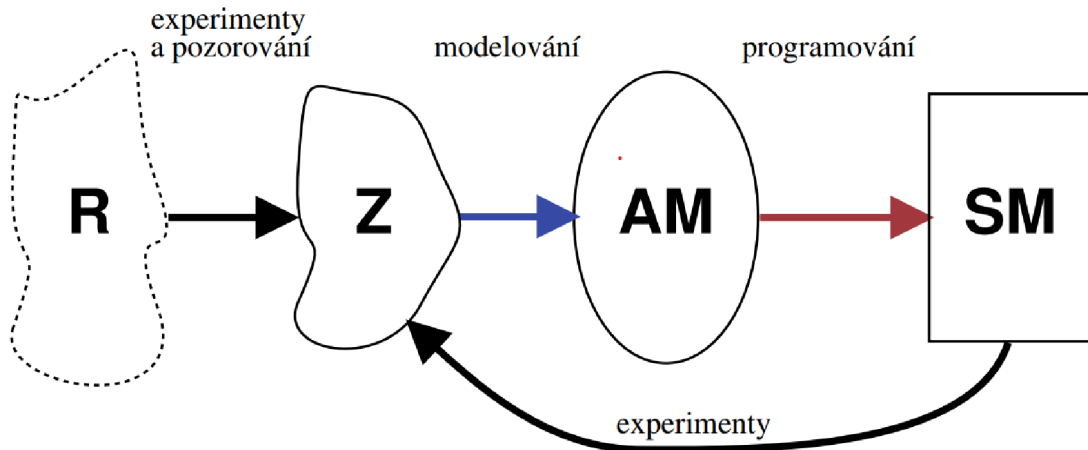 experimenty
a pozorování
modelování
programování
R
Z
AM
SM
experimenty